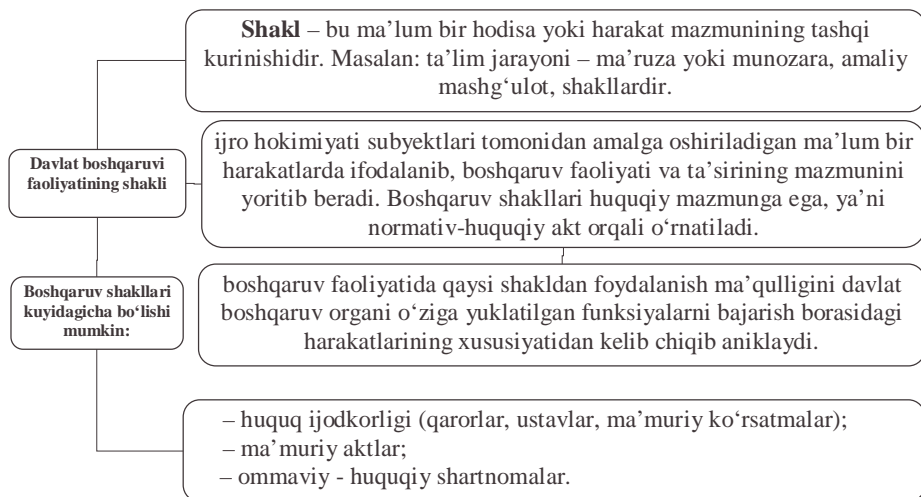 Shakl – bu ma’lum bir hodisa yoki harakat mazmunining tashqi
kurinishidir. Masalan: ta’lim jarayoni – ma’ruza yoki munozara, amaliy
mashg‘ulot, shakllardir.
Davlat boshqaruvi
faoliyatining shakli
ijro hokimiyati subyektlari tomonidan amalga oshiriladigan ma’lum bir
harakatlarda ifodalanib, boshqaruv faoliyati va ta’sirining mazmunini
yoritib beradi. Boshqaruv shakllari huquqiy mazmunga ega, ya’ni
normativ-huquqiy akt orqali o‘rnatiladi.
Boshqaruv shakllari
kuyidagicha bo‘lishi
mumkin:
boshqaruv faoliyatida qaysi shakldan foydalanish ma’qulligini davlat
boshqaruv organi o‘ziga yuklatilgan funksiyalarni bajarish borasidagi
harakatlarining xususiyatidan kelib chiqib aniklaydi.
– huquq ijodkorligi (qarorlar, ustavlar, ma’muriy ko‘rsatmalar);
– ma’muriy aktlar;
– ommaviy - huquqiy shartnomalar.